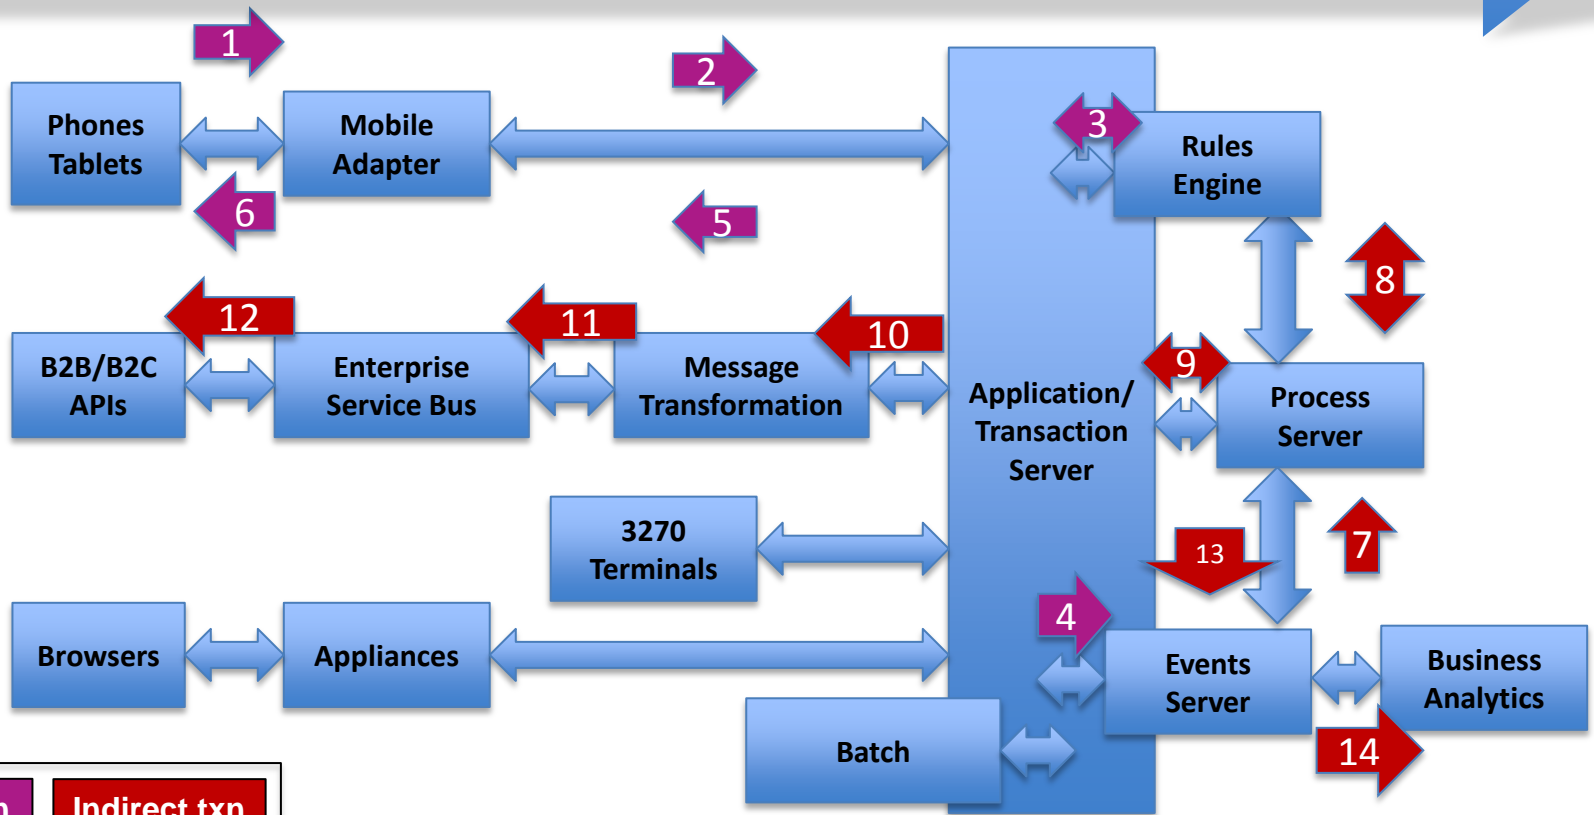 1
2
Phones
Tablets
Mobile
Adapter
3
Rules
Engine
6
5
8
12
11
10
9
B2B/B2C
APIs
Enterprise
Service Bus
Message
Transformation
Application/
Transaction
Server
Process
Server
3270
Terminals
13
7
4
Browsers
Appliances
Events
Server
Business
Analytics
Batch
14
Indirect txn